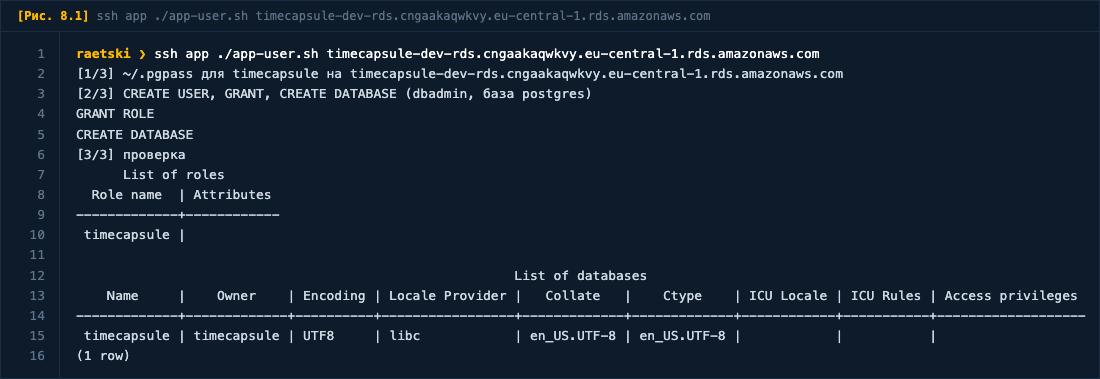 [Рис. 8.1] ssh app ./app-user.sh timecapsule-dev-rds.cngaakaqwkvy.eu-central-1.rds.amazonaws.com
1 raetski ❯ ssh app ./app-user.sh timecapsule-dev-rds.cngaakaqwkvy.eu-central-1.rds.amazonaws.com
2 [1/3] ~/.pgpass для timecapsule на timecapsule-dev-rds.cngaakaqwkvy.eu-central-1.rds.amazonaws.com
3 [2/3] CREATE USER, GRANT, CREATE DATABASE (dbadmin, база postgres)
4 GRANT ROLE
5 CREATE DATABASE
6 [3/3] проверка
7       List of roles
8   Role name  | Attributes
9 -------------+------------
10  timecapsule |
11
12                                                         List of databases
13     Name     |    Owner    | Encoding | Locale Provider |   Collate   |    Ctype    | ICU Locale | ICU Rules | Access privileges
14 -------------+-------------+----------+-----------------+-------------+-------------+------------+-----------+-------------------
15  timecapsule | timecapsule | UTF8     | libc            | en_US.UTF-8 | en_US.UTF-8 |            |           |
16 (1 row)